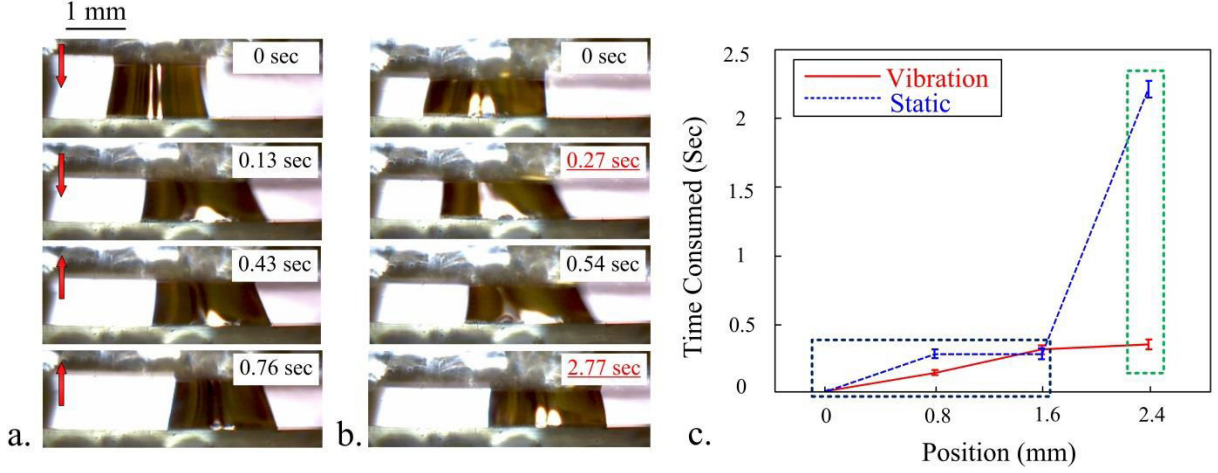 1 mm
0 sec
0.13 sec
0.43 sec
0.76 sec
a.
0 sec
0.27 sec
0.54 sec
2.77 sec
b.
2.5
2
1.5
1
0.5
0
Time Consumed (Sec)
Vibration
Static
0 0.8 1.6 2.4
Position (mm)
c.